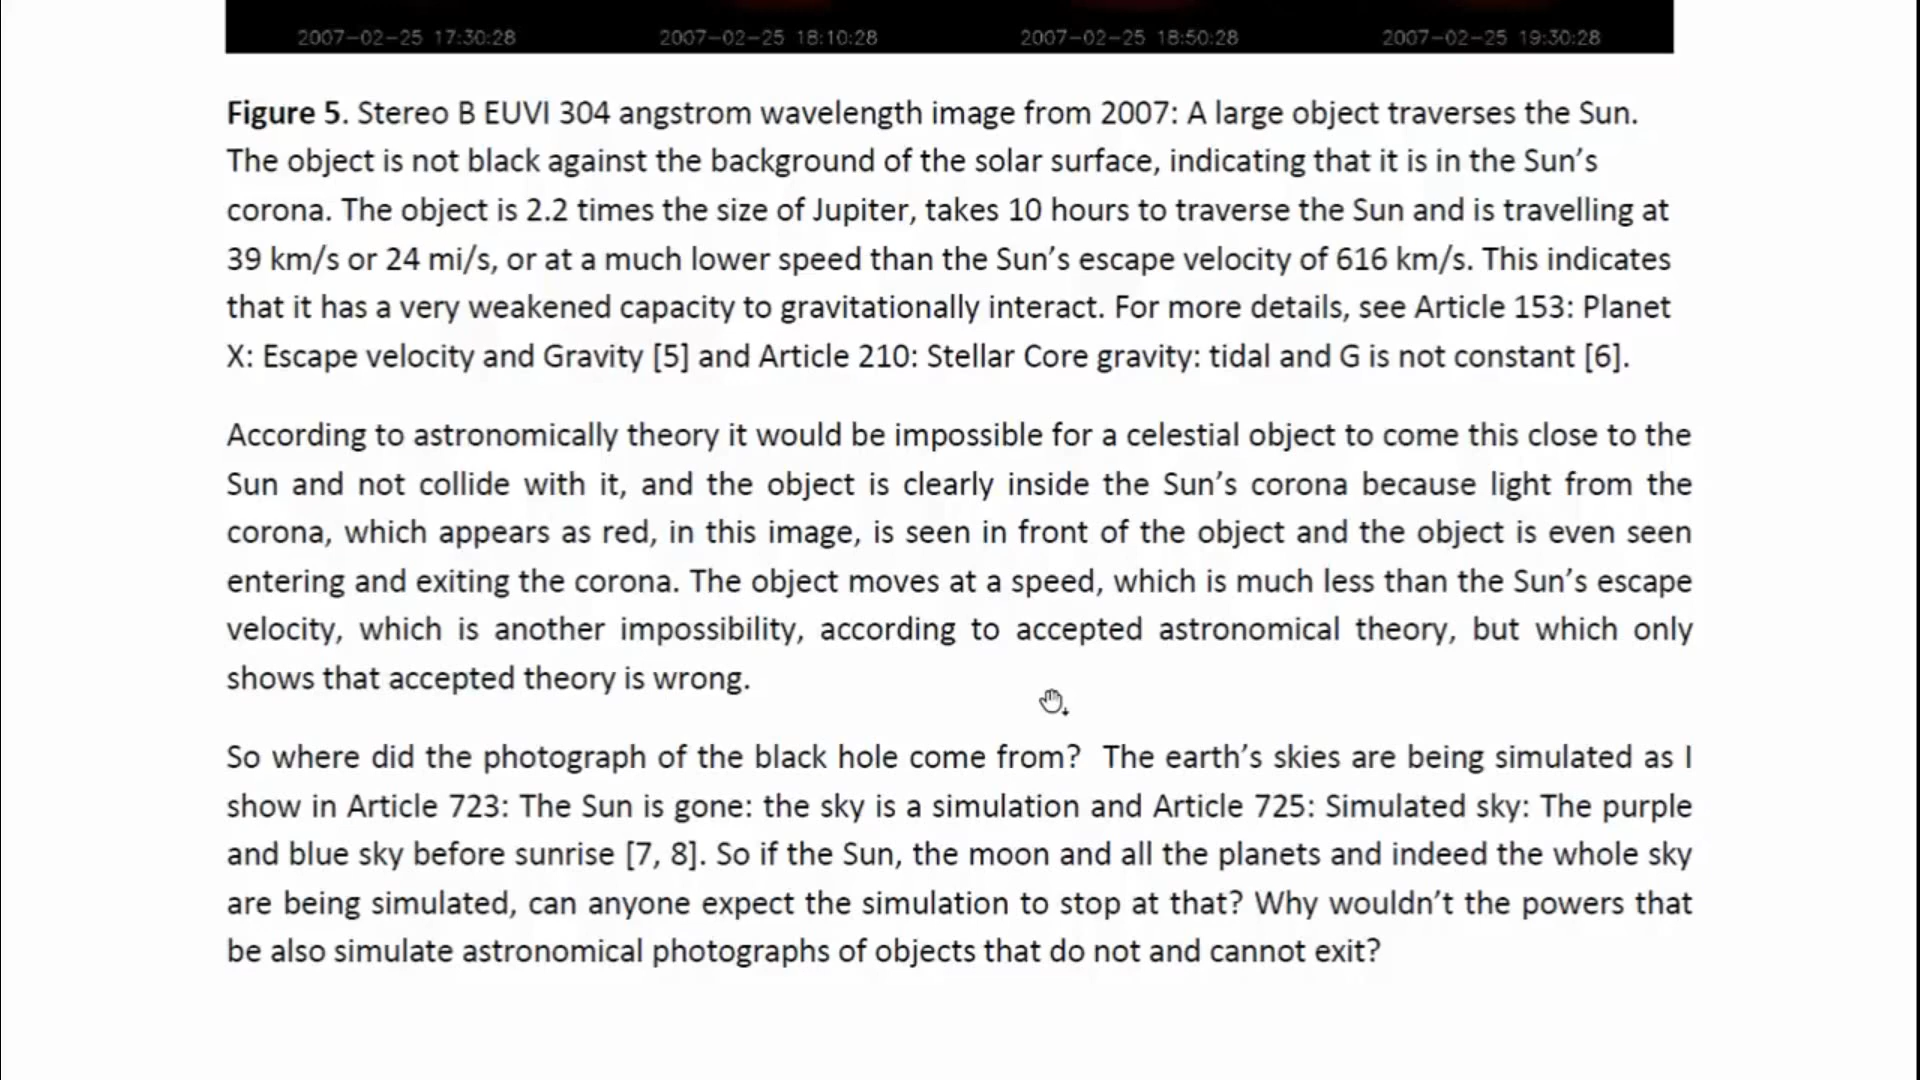 2007-02-25 17:30:28 2007-02-25 18:10:28 2007-02-25 18:50:28 2007-02-25 19:30:28
Figure 5. Stereo B EUVI 304 angstrom wavelength image from 2007: A large object traverses the Sun.
The object is not black against the background of the solar surface, indicating that it is in the Sun's
corona. The object is 2.2 times the size of Jupiter, takes 10 hours to traverse the Sun and is travelling at
39 km/s or 24 mi/s, or at a much lower speed than the Sun's escape velocity of 616 km/s. This indicates
that it has a very weakened capacity to gravitationally interact. For more details, see Article 153: Planet
X: Escape velocity and Gravity [5] and Article 210: Stellar Core gravity: tidal and G is not constant [6].
According to astronomically theory it would be impossible for a celestial object to come this close to the
Sun and not collide with it, and the object is clearly inside the Sun's corona because light from the
corona, which appears as red, in this image, is seen in front of the object and the object is even seen
entering and exiting the corona. The object moves at a speed, which is much less than the Sun's escape
velocity, which is another impossibility, according to accepted astronomical theory, but which only
shows that accepted theory is wrong.
So where did the photograph of the black hole come from? The earth's skies are being simulated as I
show in Article 723: The Sun is gone: the sky is a simulation and Article 725: Simulated sky: The purple
and blue sky before sunrise [7, 8]. So if the Sun, the moon and all the planets and indeed the whole sky
are being simulated, can anyone expect the simulation to stop at that? Why wouldn't the powers that
be also simulate astronomical photographs of objects that do not and cannot exit?